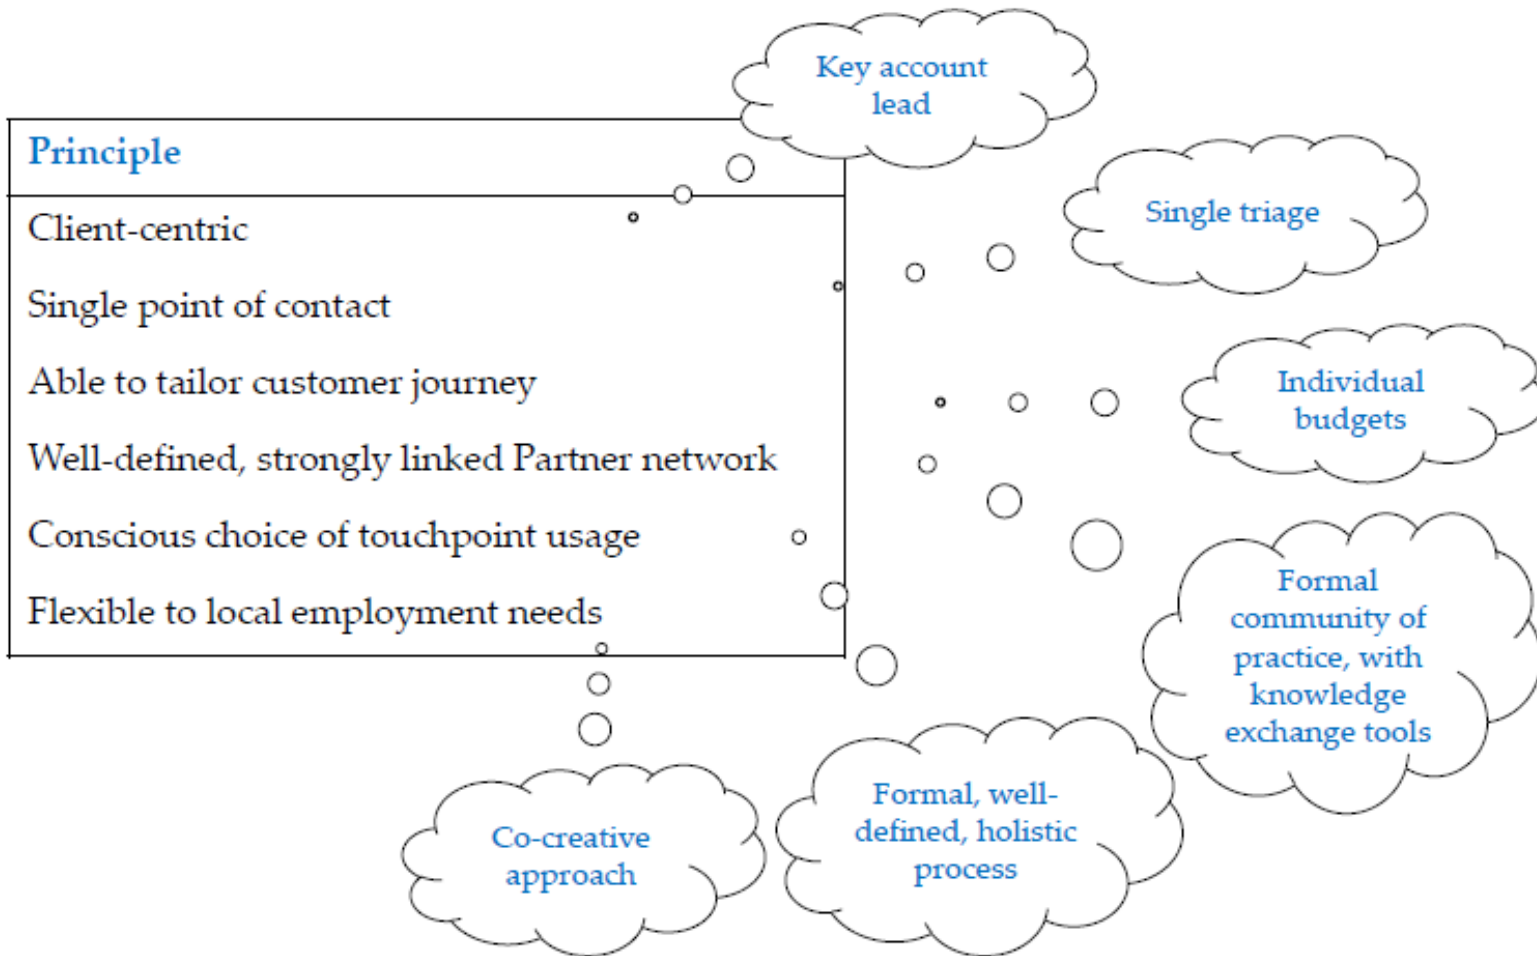 Key account
lead
Principle
Client-centric
Single point of contact
Able to tailor customer journey
Well-defined, strongly linked Partner network
Conscious choice of touchpoint usage
Flexible to local employment needs
Single triage
Individual
budgets
Formal
community of
practice, with
knowledge
exchange tools
Formal, well-
defined, holistic
process
Co-creative
approach